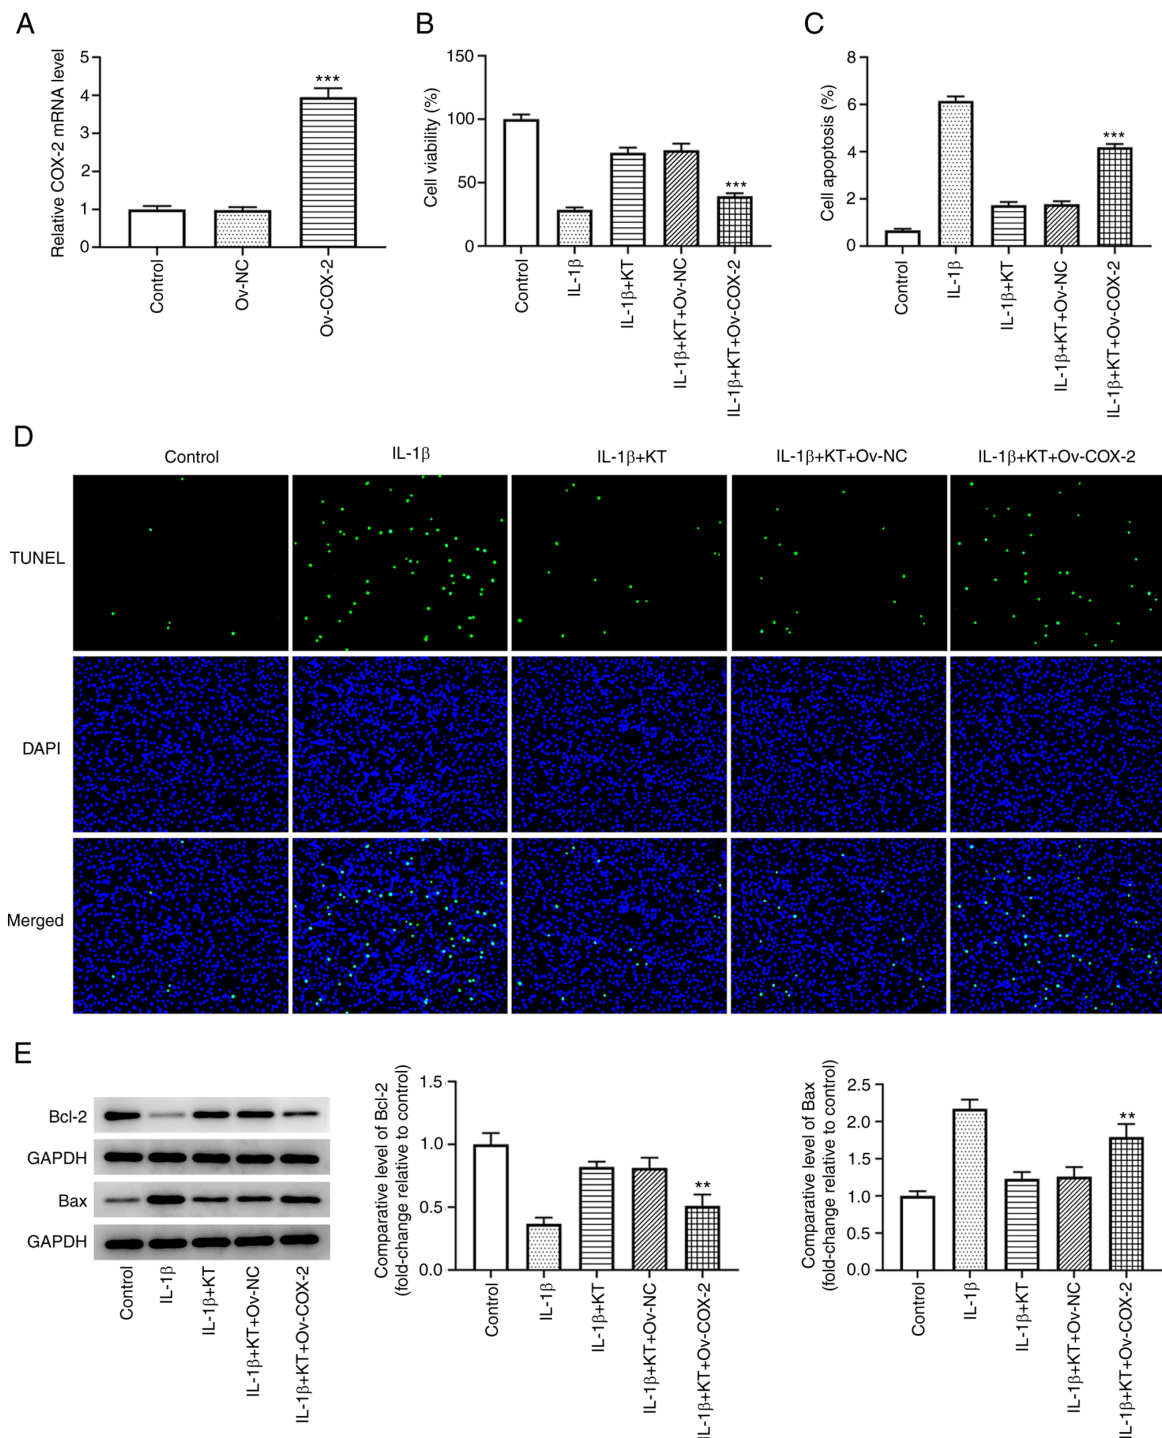 A
Relative COX-2 mRNA level
5
4
3
2
1
0
***
Control
Ov-NC
Ov-COX-2
B
Cell viability (%)
150
100
50
0
***
Control
IL-1β
IL-1β+KT
IL-1β+KT+Ov-NC
IL-1β+KT+Ov-COX-2
C
Cell apoptosis (%)
8
6
4
2
0
***
Control
IL-1β
IL-1β+KT
IL-1β+KT+Ov-NC
IL-1β+KT+Ov-COX-2
D
Control
IL-1β
IL-1β+KT
IL-1β+KT+Ov-NC
IL-1β+KT+Ov-COX-2
TUNEL
DAPI
Merged
E
Bcl-2
GAPDH
Bax
GAPDH
Control
IL-1β
IL-1β+KT
IL-1β+KT+Ov-NC
IL-1β+KT+Ov-COX-2
Comparative level of Bcl-2
(fold-change relative to control)
1.5
1.0
0.5
0.0
**
Control
IL-1β
IL-1β+KT
IL-1β+KT+Ov-NC
IL-1β+KT+Ov-COX-2
Comparative level of Bax
(fold-change relative to control)
2.5
2.0
1.5
1.0
0.5
0.0
**
Control
IL-1β
IL-1β+KT
IL-1β+KT+Ov-NC
IL-1β+KT+Ov-COX-2